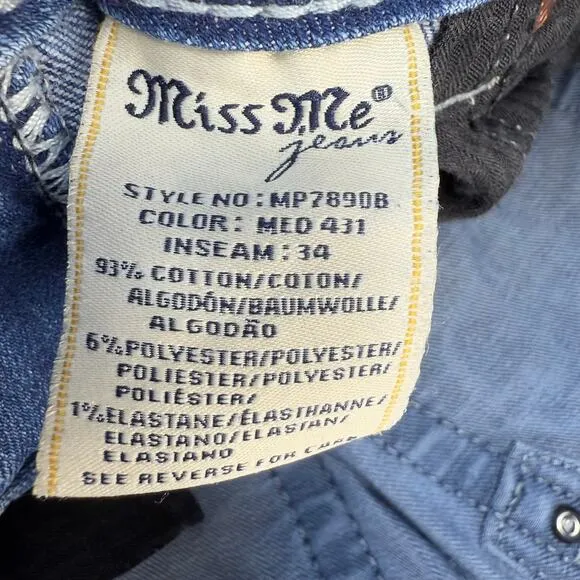 Miss Me®
jeans
STYLE NO: MP7890B
COLOR: MED 431
INSEAM: 34
93% COTTON/COTON/
ALGODÓN/BAUMWOLLE/
ALGODÃO
6%POLYESTER/POLYESTER/
POLIESTER/POLYESTER/
POLIÉSTER/
1%ELASTANE/ÉLASTHANNE/
ELASTANO/ELASTAN/
ELASTANO
SEE REVERSE FOR CARE